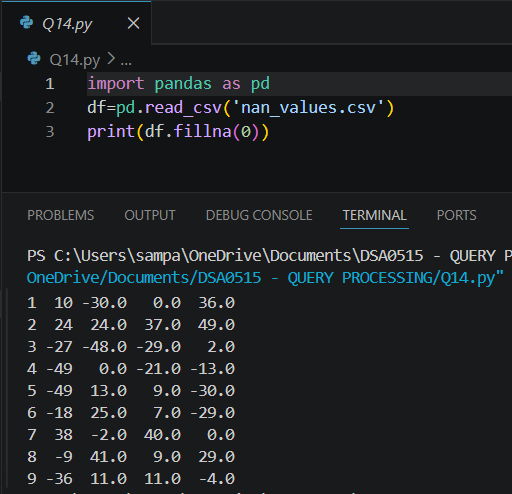 Q14.py
Q14.py > ...
1 import pandas as pd
2 df=pd.read_csv('nan_values.csv')
3 print(df.fillna(0))
PROBLEMS OUTPUT DEBUG CONSOLE TERMINAL PORTS
PS C:\Users\sampa\OneDrive\Documents\DSA0515 - QUERY P
OneDrive/Documents/DSA0515 - QUERY PROCESSING/Q14.py"
1 10 -30.0 0.0 36.0
2 24 24.0 37.0 49.0
3 -27 -48.0 -29.0 2.0
4 -49 0.0 -21.0 -13.0
5 -49 13.0 9.0 -30.0
6 -18 25.0 7.0 -29.0
7 38 -2.0 40.0 0.0
8 -9 41.0 9.0 29.0
9 -36 11.0 11.0 -4.0